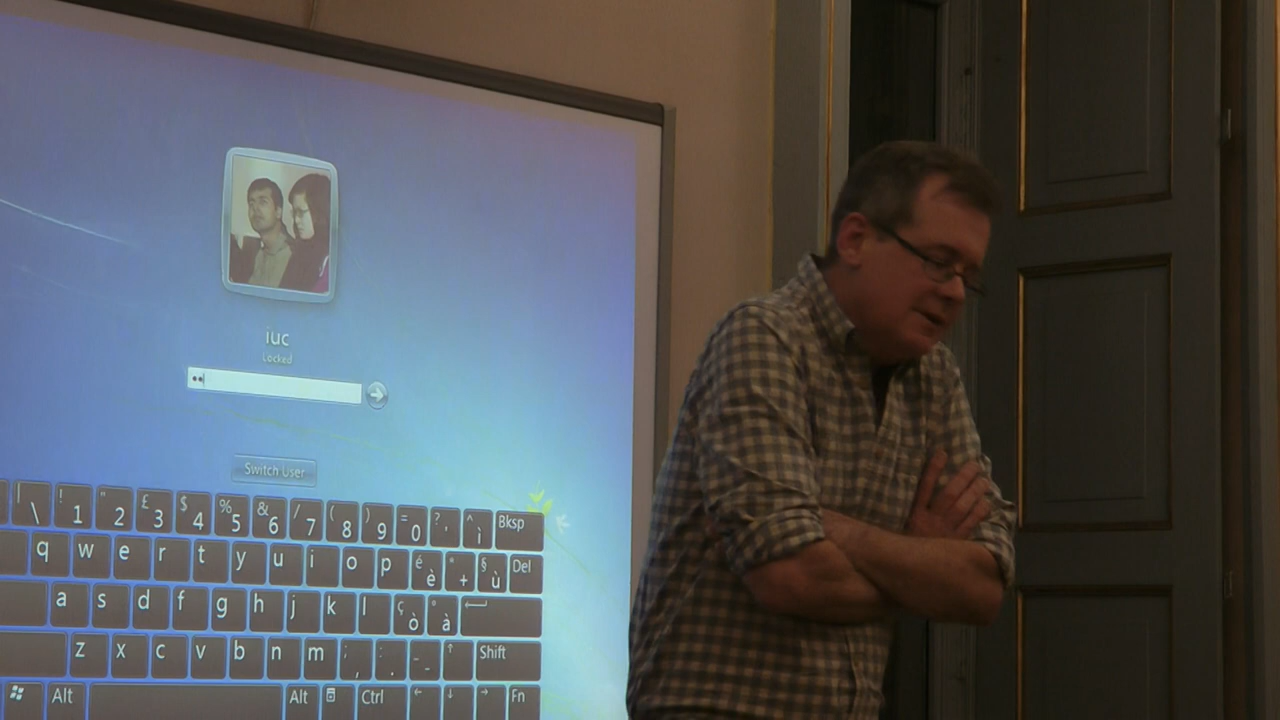 iuc
Locked
Switch User
| \ ! 1 " 2 £ 3 $ 4 % 5 & 6 / 7 ( 8 ) 9 = 0 ? ' ^ ì Bksp
q w e r t y u i o p é è * + § ù Del
a s d f g h j k l ç ò ° à
z x c v b n m ; , : . _ - ↑ Shift
Alt Alt Ctrl ← ↓ → Fn